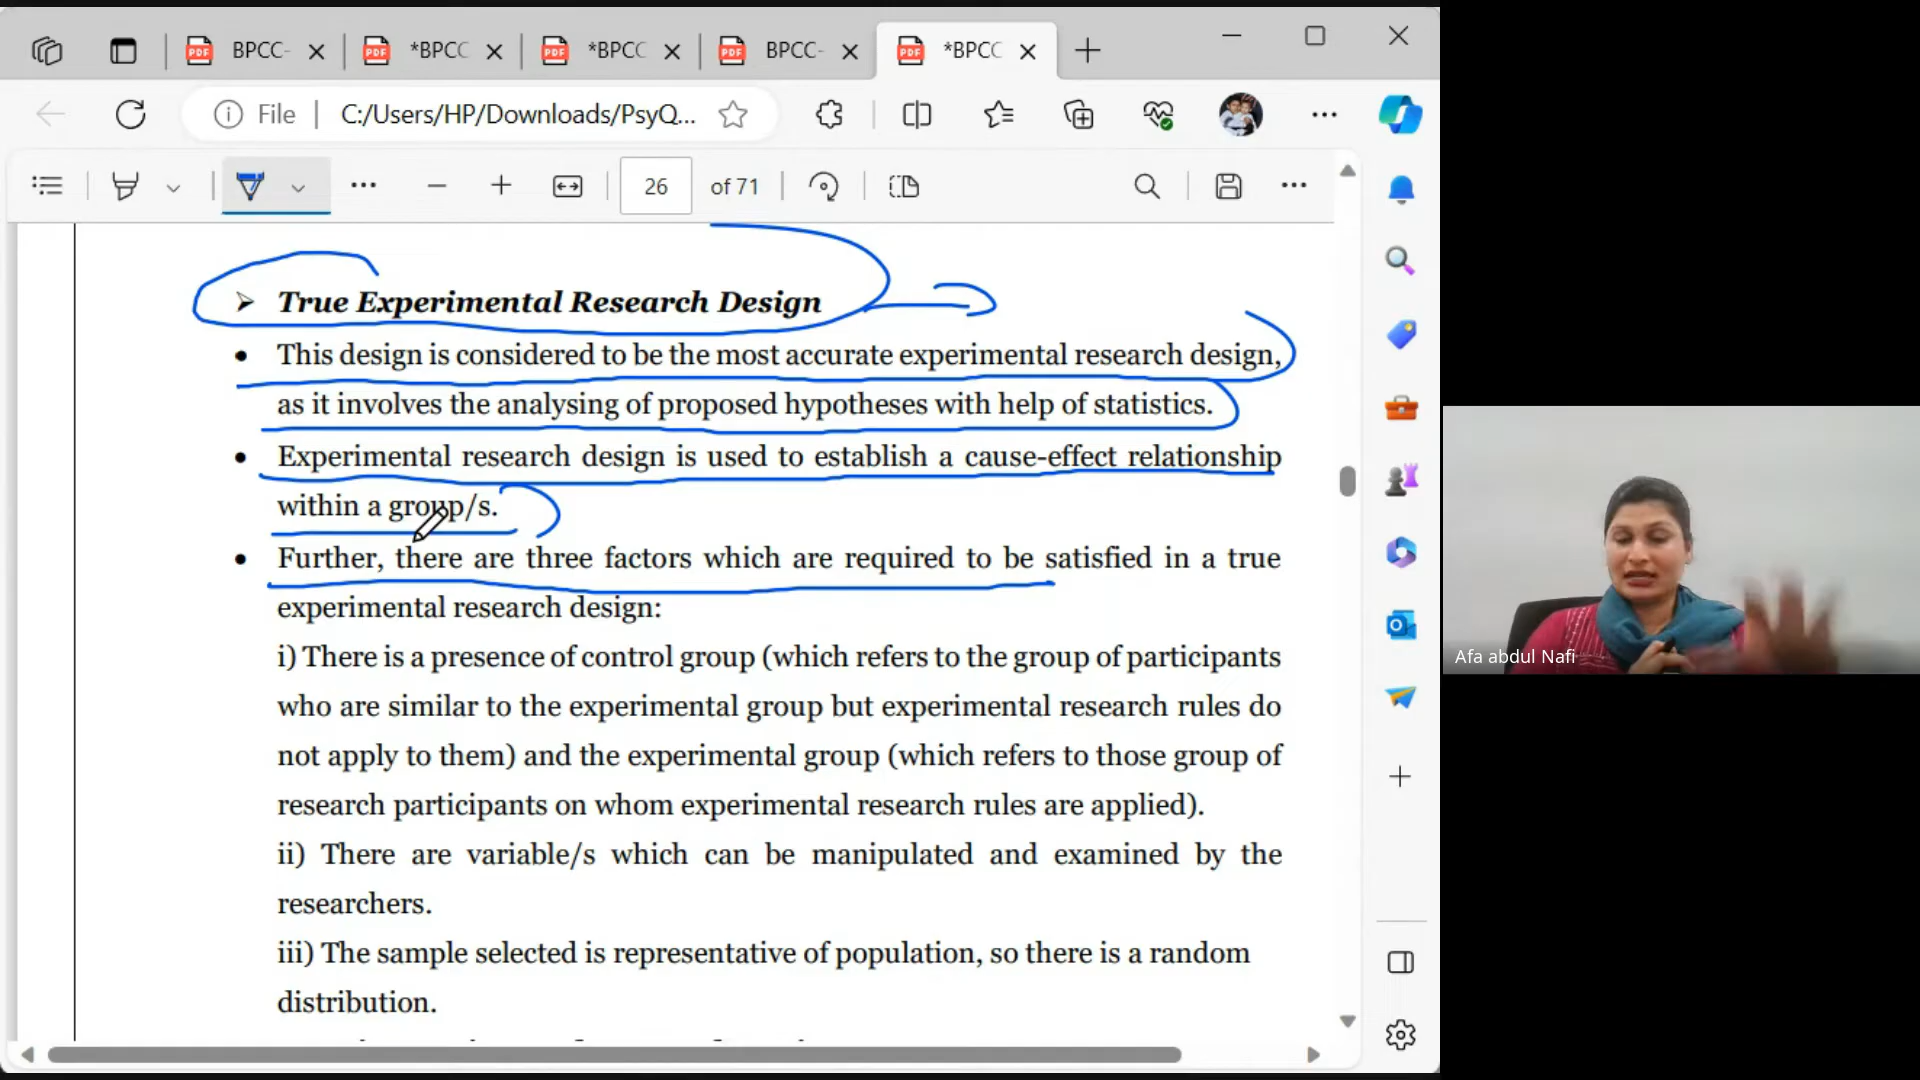 BPCC-
*BPCC
*BPCC
BPCC-
*BPCC
File
C:/Users/HP/Downloads/PsyQ...
26 of 71
➢ True Experimental Research Design
• This design is considered to be the most accurate experimental research design,
as it involves the analysing of proposed hypotheses with help of statistics.
• Experimental research design is used to establish a cause-effect relationship
within a group/s.
• Further, there are three factors which are required to be satisfied in a true
experimental research design:
i) There is a presence of control group (which refers to the group of participants
who are similar to the experimental group but experimental research rules do
not apply to them) and the experimental group (which refers to those group of
research participants on whom experimental research rules are applied).
ii) There are variable/s which can be manipulated and examined by the
researchers.
iii) The sample selected is representative of population, so there is a random
distribution.
Afa abdul Nafi